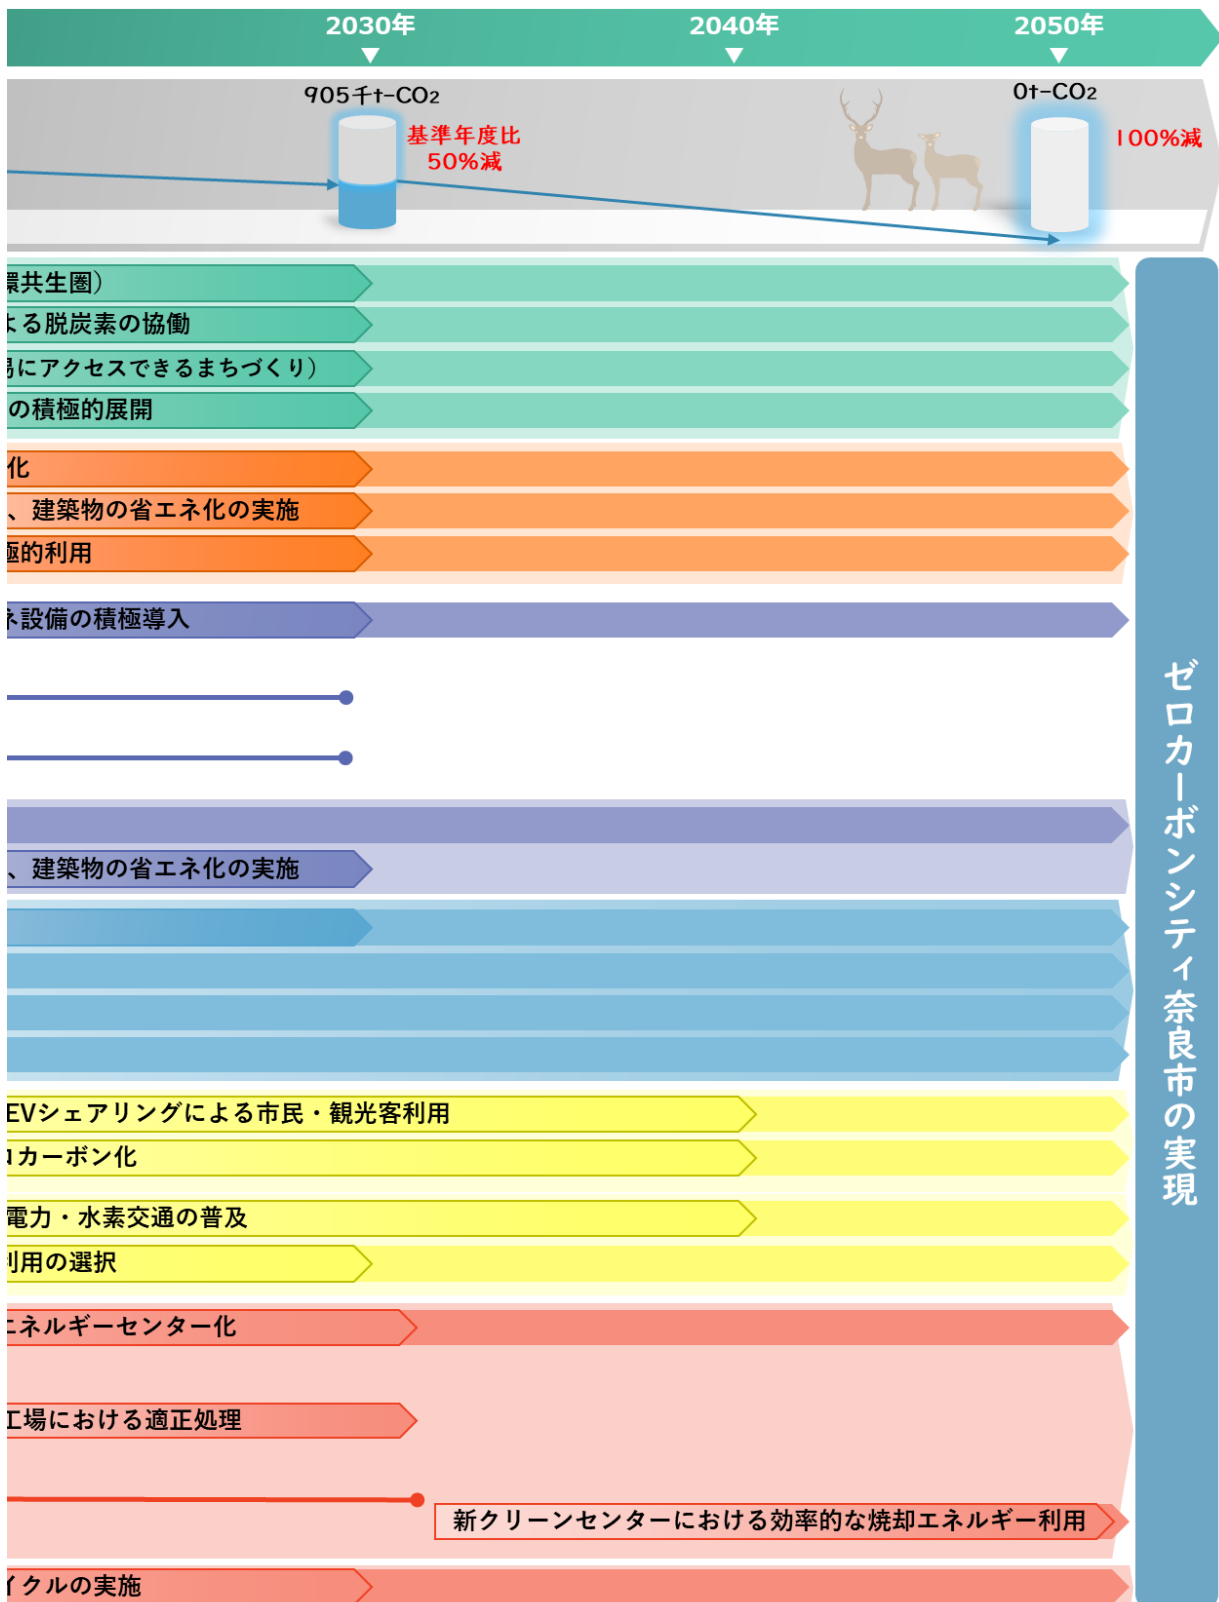 2030年
2040年
2050年
905千t-CO2
基準年度比
50%減
0t-CO2
100%減
環共生圏）
よる脱炭素の協働
易にアクセスできるまちづくり）
の積極的展開
化
、建築物の省エネ化の実施
極的利用
ネ設備の積極導入
、建築物の省エネ化の実施
EVシェアリングによる市民・観光客利用
ロカーボン化
電力・水素交通の普及
利用の選択
エネルギーセンター化
工場における適正処理
新クリーンセンターにおける効率的な焼却エネルギー利用
イクルの実施
ゼロカーボンシティ奈良市の実現